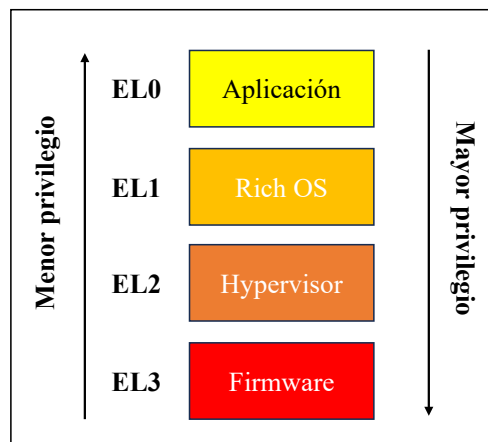 Menor privilegio
EL0
Aplicación
EL1
Rich OS
EL2
Hypervisor
EL3
Firmware
Mayor privilegio